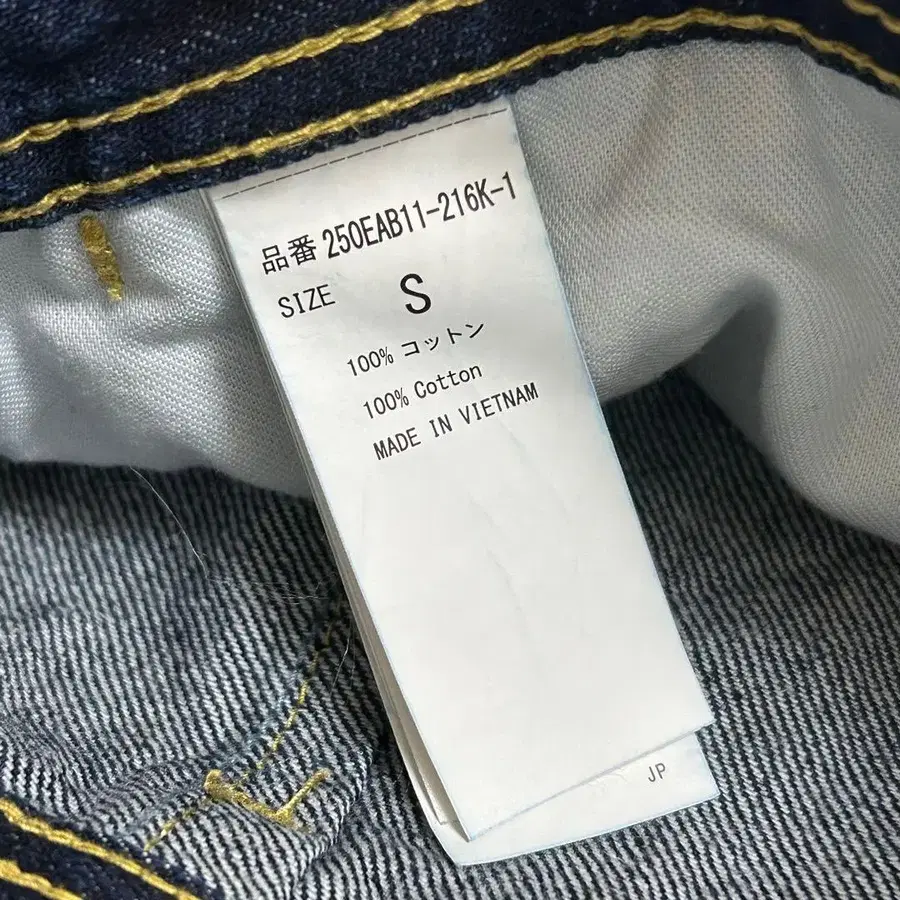 品番 250EAB11-216K-1
SIZE S
100% コットン
100% Cotton
MADE IN VIETNAM
JP